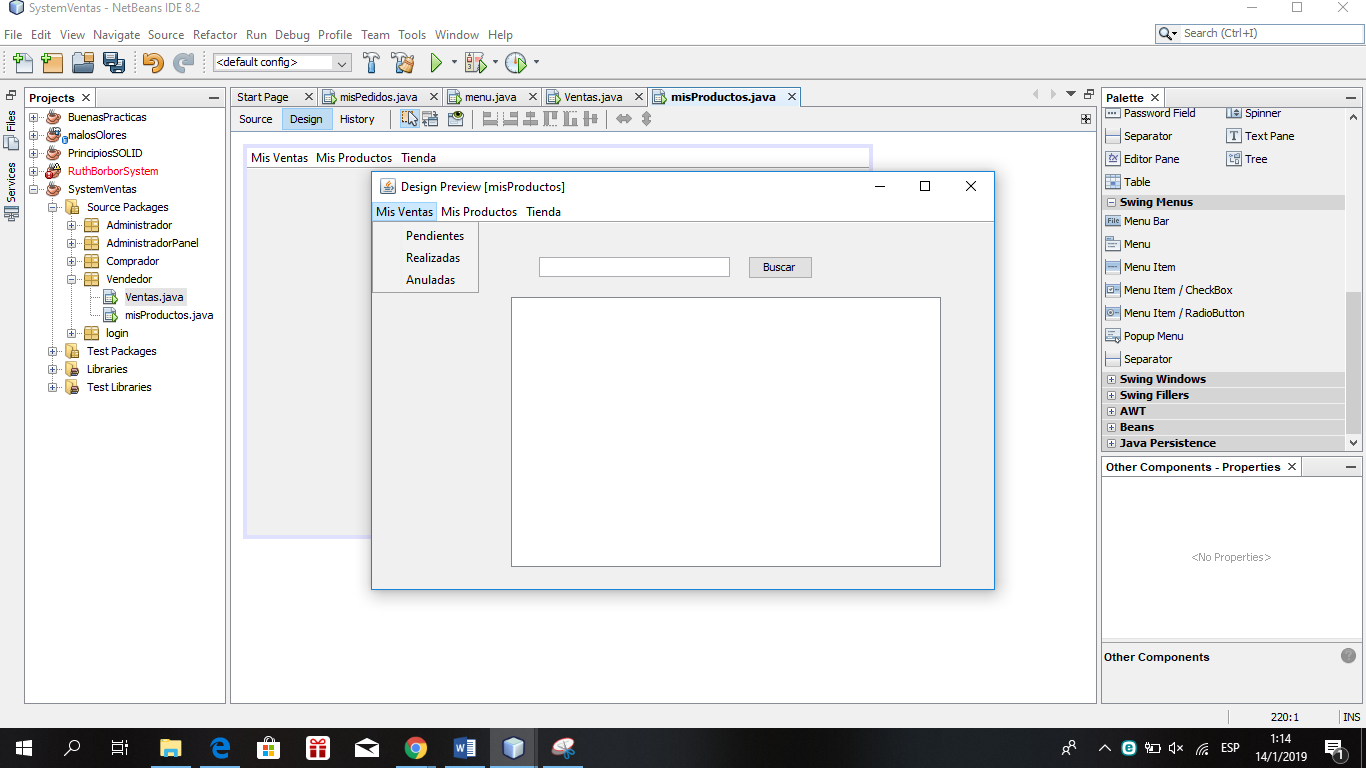 SystemVentas - NetBeans IDE 8.2
File Edit View Navigate Source Refactor Run Debug Profile Team Tools Window Help
Search (Ctrl+I)
<default config>
Files
Services
Projects
BuenasPracticas
malosOlores
PrincipiosSOLID
RuthBorborSystem
SystemVentas
Source Packages
Administrador
AdministradorPanel
Comprador
Vendedor
Ventas.java
misProductos.java
login
Test Packages
Libraries
Test Libraries
Start Page misPedidos.java menu.java Ventas.java misProductos.java
Source Design History
Mis Ventas Mis Productos Tienda
Design Preview [misProductos]
Mis Ventas Mis Productos Tienda
Pendientes
Realizadas
Anuladas
Buscar
Palette
Password Field Spinner
Separator Text Pane
Editor Pane Tree
Table
Swing Menus
File Menu Bar
Menu
Menu Item
Menu Item / CheckBox
Menu Item / RadioButton
Popup Menu
Separator
Swing Windows
Swing Fillers
AWT
Beans
Java Persistence
Other Components - Properties
<No Properties>
Other Components
220:1 INS
ESP
1:14
14/1/2019
1